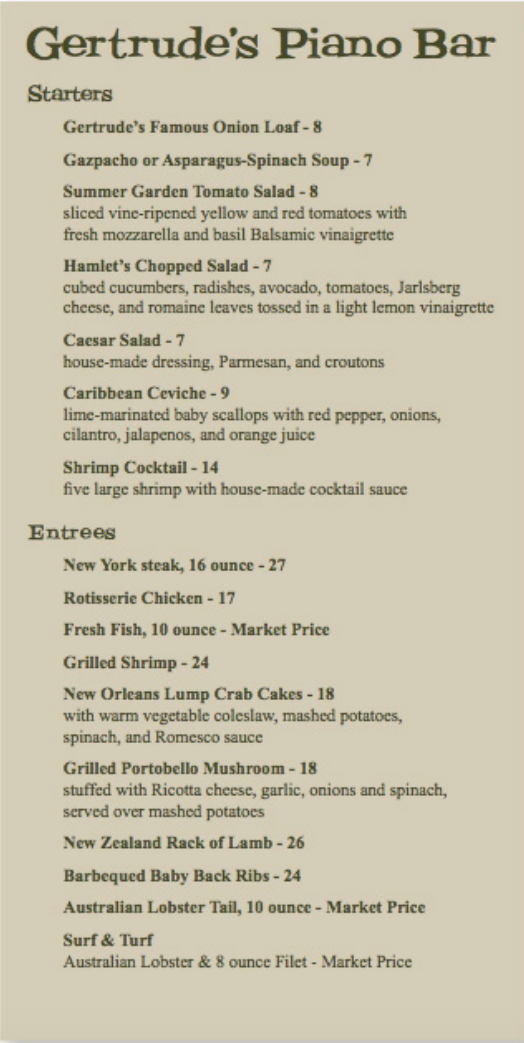 Gertrude's Piano Bar
Starters
Gertrude's Famous Onion Loaf - 8
Gazpacho or Asparagus-Spinach Soup - 7
Summer Garden Tomato Salad - 8
sliced vine-ripened yellow and red tomatoes with
fresh mozzarella and basil Balsamic vinaigrette
Hamlet's Chopped Salad - 7
cubed cucumbers, radishes, avocado, tomatoes, Jarlsberg
cheese, and romaine leaves tossed in a light lemon vinaigrette
Caesar Salad - 7
house-made dressing, Parmesan, and croutons
Caribbean Ceviche - 9
lime-marinated baby scallops with red pepper, onions,
cilantro, jalapenos, and orange juice
Shrimp Cocktail - 14
five large shrimp with house-made cocktail sauce
Entrees
New York steak, 16 ounce - 27
Rotisserie Chicken - 17
Fresh Fish, 10 ounce - Market Price
Grilled Shrimp - 24
New Orleans Lump Crab Cakes - 18
with warm vegetable coleslaw, mashed potatoes,
spinach, and Romesco sauce
Grilled Portobello Mushroom - 18
stuffed with Ricotta cheese, garlic, onions and spinach,
served over mashed potatoes
New Zealand Rack of Lamb - 26
Barbequed Baby Back Ribs - 24
Australian Lobster Tail, 10 ounce - Market Price
Surf & Turf
Australian Lobster & 8 ounce Filet - Market Price